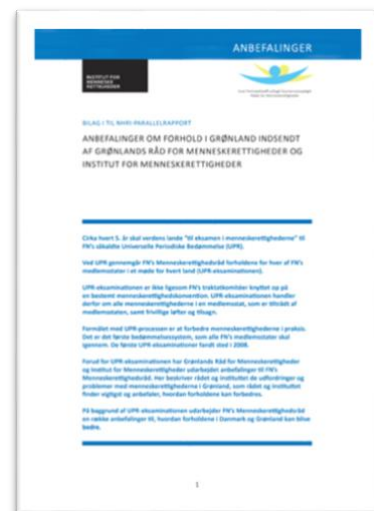 ANBEFALINGER
INSTITUT FOR
MENNESKE
RETTIGHEDER
BILAG I TIL NHRI-PARALLELRAPPORT
ANBEFALINGER OM FORHOLD I GRØNLAND INDSENDT
AF GRØNLANDS RÅD FOR MENNESKERETTIGHEDER OG
INSTITUT FOR MENNESKERETTIGHEDER
Cirka hvert 5. år skal verdens lande "til eksamen i menneskerettighederne" til
FN's såkaldte Universelle Periodiske Bedømmelse (UPR).
Ved UPR gennemgår FN's Menneskerettighedsråd forholdene for hver af FN's
medlemsstater i et møde for hvert land (UPR-eksaminationen).
UPR-eksaminationen er ikke ligesom FN's traktatkomitéer knyttet op på
en bestemt menneskerettighedskonvention. UPR-eksaminationen handler
derfor om alle menneskerettighederne i en medlemsstat, som er tiltrådt af
medlemsstaten, samt frivillige løfter og tilsagn.
Formålet med UPR-processen er at forbedre menneskerettighederne i praksis.
Det er det første bedømmelsessystem, som alle FN's medlemsstater skal
igennem. De første UPR-eksaminationer fandt sted i 2008.
Forud for UPR-eksaminationen har Grønlands Råd for Menneskerettigheder
og Institut for Menneskerettigheder udarbejdet anbefalinger til FN's
Menneskerettighedsråd. Her beskriver rådet og instituttet de udfordringer og
problemer med menneskerettighederne i Grønland, som rådet og instituttet
finder vigtigst og anbefaler, hvordan forholdene kan forbedres.
På baggrund af UPR-eksaminationen udarbejder FN's Menneskerettighedsråd
en række anbefalinger til, hvordan forholdene i Danmark og Grønland kan blive
bedre.
1